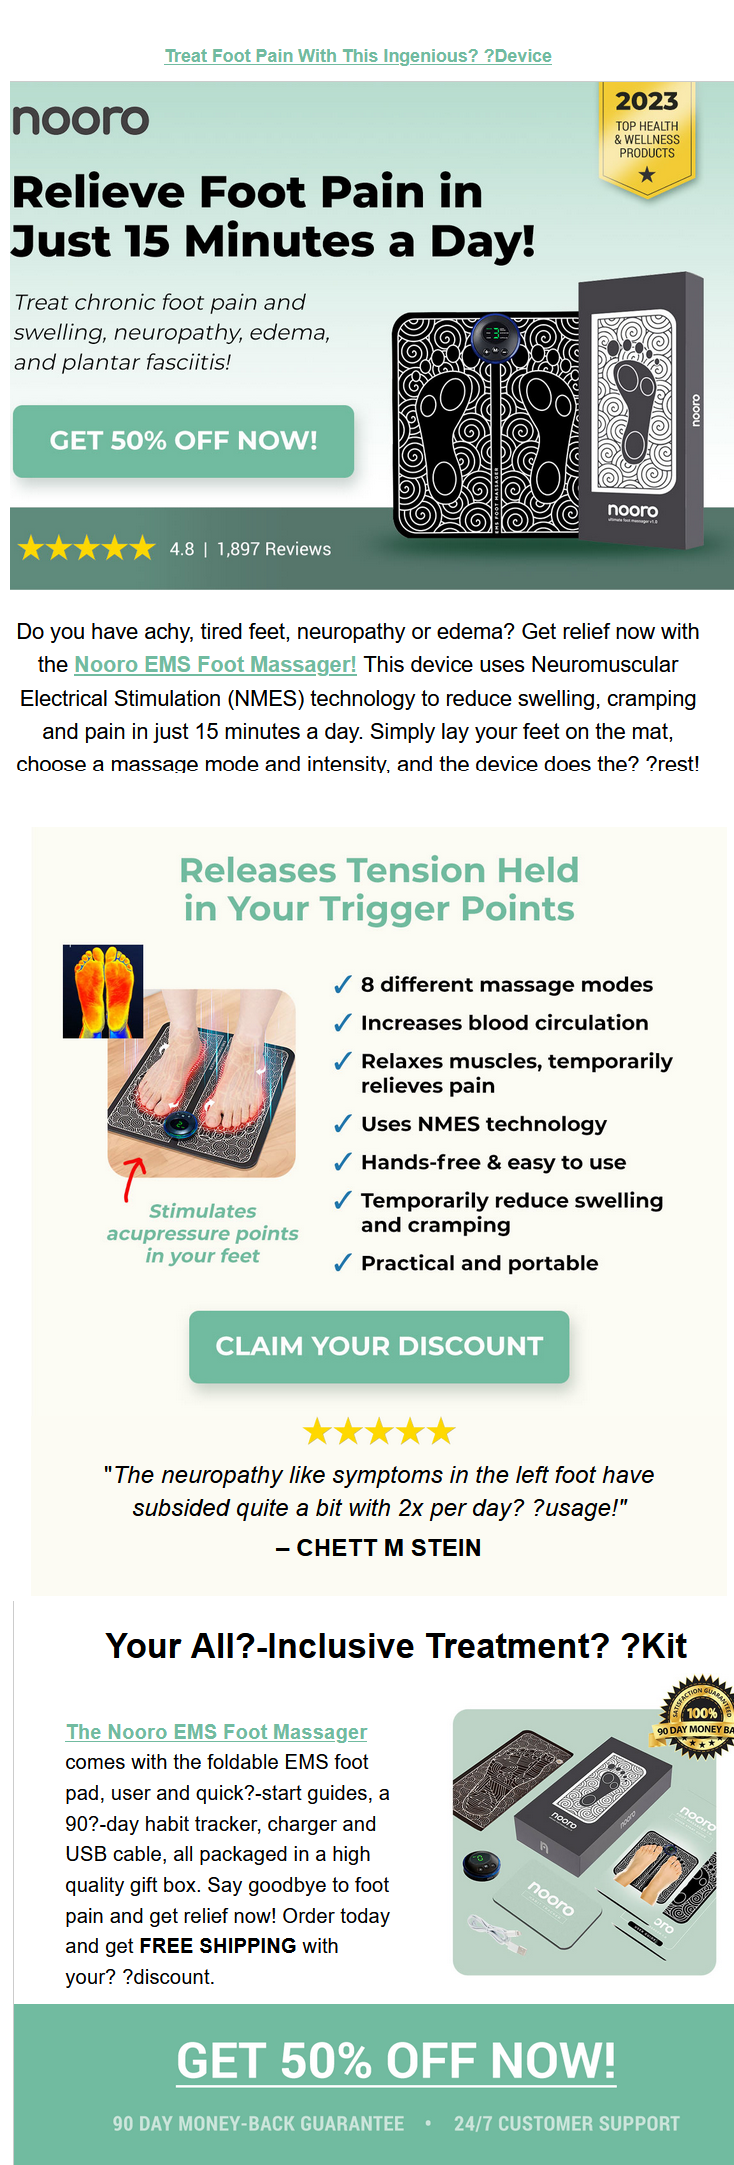 Treat Foot Pain With This Ingenious? ?Device
nooro
2023
TOP HEALTH
& WELLNESS
PRODUCTS
Relieve Foot Pain in
Just 15 Minutes a Day!
Treat chronic foot pain and
swelling, neuropathy, edema,
and plantar fasciitis!
GET 50% OFF NOW!
4.8 | 1,897 Reviews
EMS FOOT MASSAGER
nooro
nooro
ultimate foot massager v1.8
Do you have achy, tired feet, neuropathy or edema? Get relief now with
the Nooro EMS Foot Massager! This device uses Neuromuscular
Electrical Stimulation (NMES) technology to reduce swelling, cramping
and pain in just 15 minutes a day. Simply lay your feet on the mat,
choose a massage mode and intensity, and the device does the? ?rest!
Releases Tension Held
in Your Trigger Points
✓ 8 different massage modes
✓ Increases blood circulation
✓ Relaxes muscles, temporarily
relieves pain
✓ Uses NMES technology
✓ Hands-free & easy to use
✓ Temporarily reduce swelling
and cramping
✓ Practical and portable
Stimulates
acupressure points
in your feet
CLAIM YOUR DISCOUNT
"The neuropathy like symptoms in the left foot have
subsided quite a bit with 2x per day? ?usage!"
– CHETT M STEIN
Your All?-Inclusive Treatment? ?Kit
SATISFACTION GUARANTEED
100%
90 DAY MONEY BA
The Nooro EMS Foot Massager
comes with the foldable EMS foot
pad, user and quick?-start guides, a
90?-day habit tracker, charger and
USB cable, all packaged in a high
quality gift box. Say goodbye to foot
pain and get relief now! Order today
and get FREE SHIPPING with
your? ?discount.
nooro
nooro
nooro
GET 50% OFF NOW!
90 DAY MONEY-BACK GUARANTEE • 24/7 CUSTOMER SUPPORT